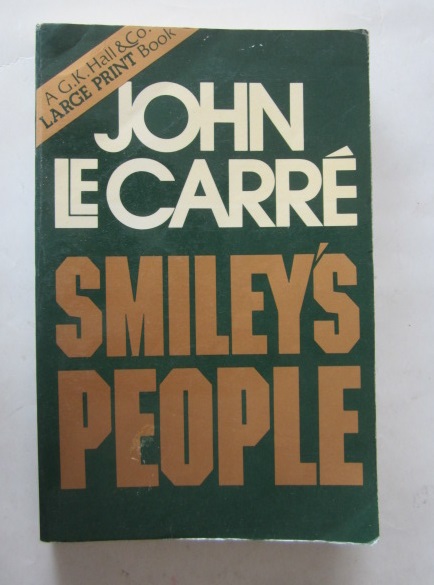 A G.K. Hall & Co.
LARGE PRINT Book
JOHN
LE CARRÉ
SMILEY'S
PEOPLE